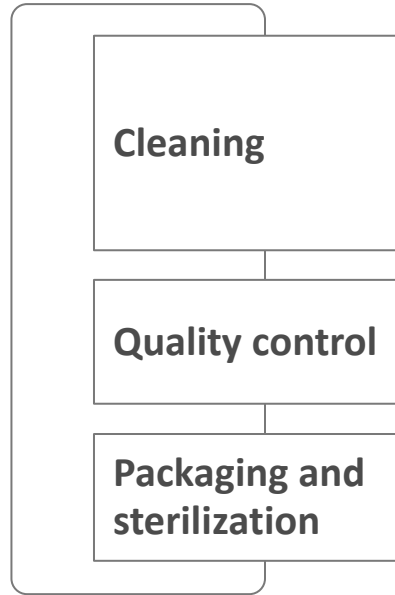 Cleaning
Quality control
Packaging and
sterilization